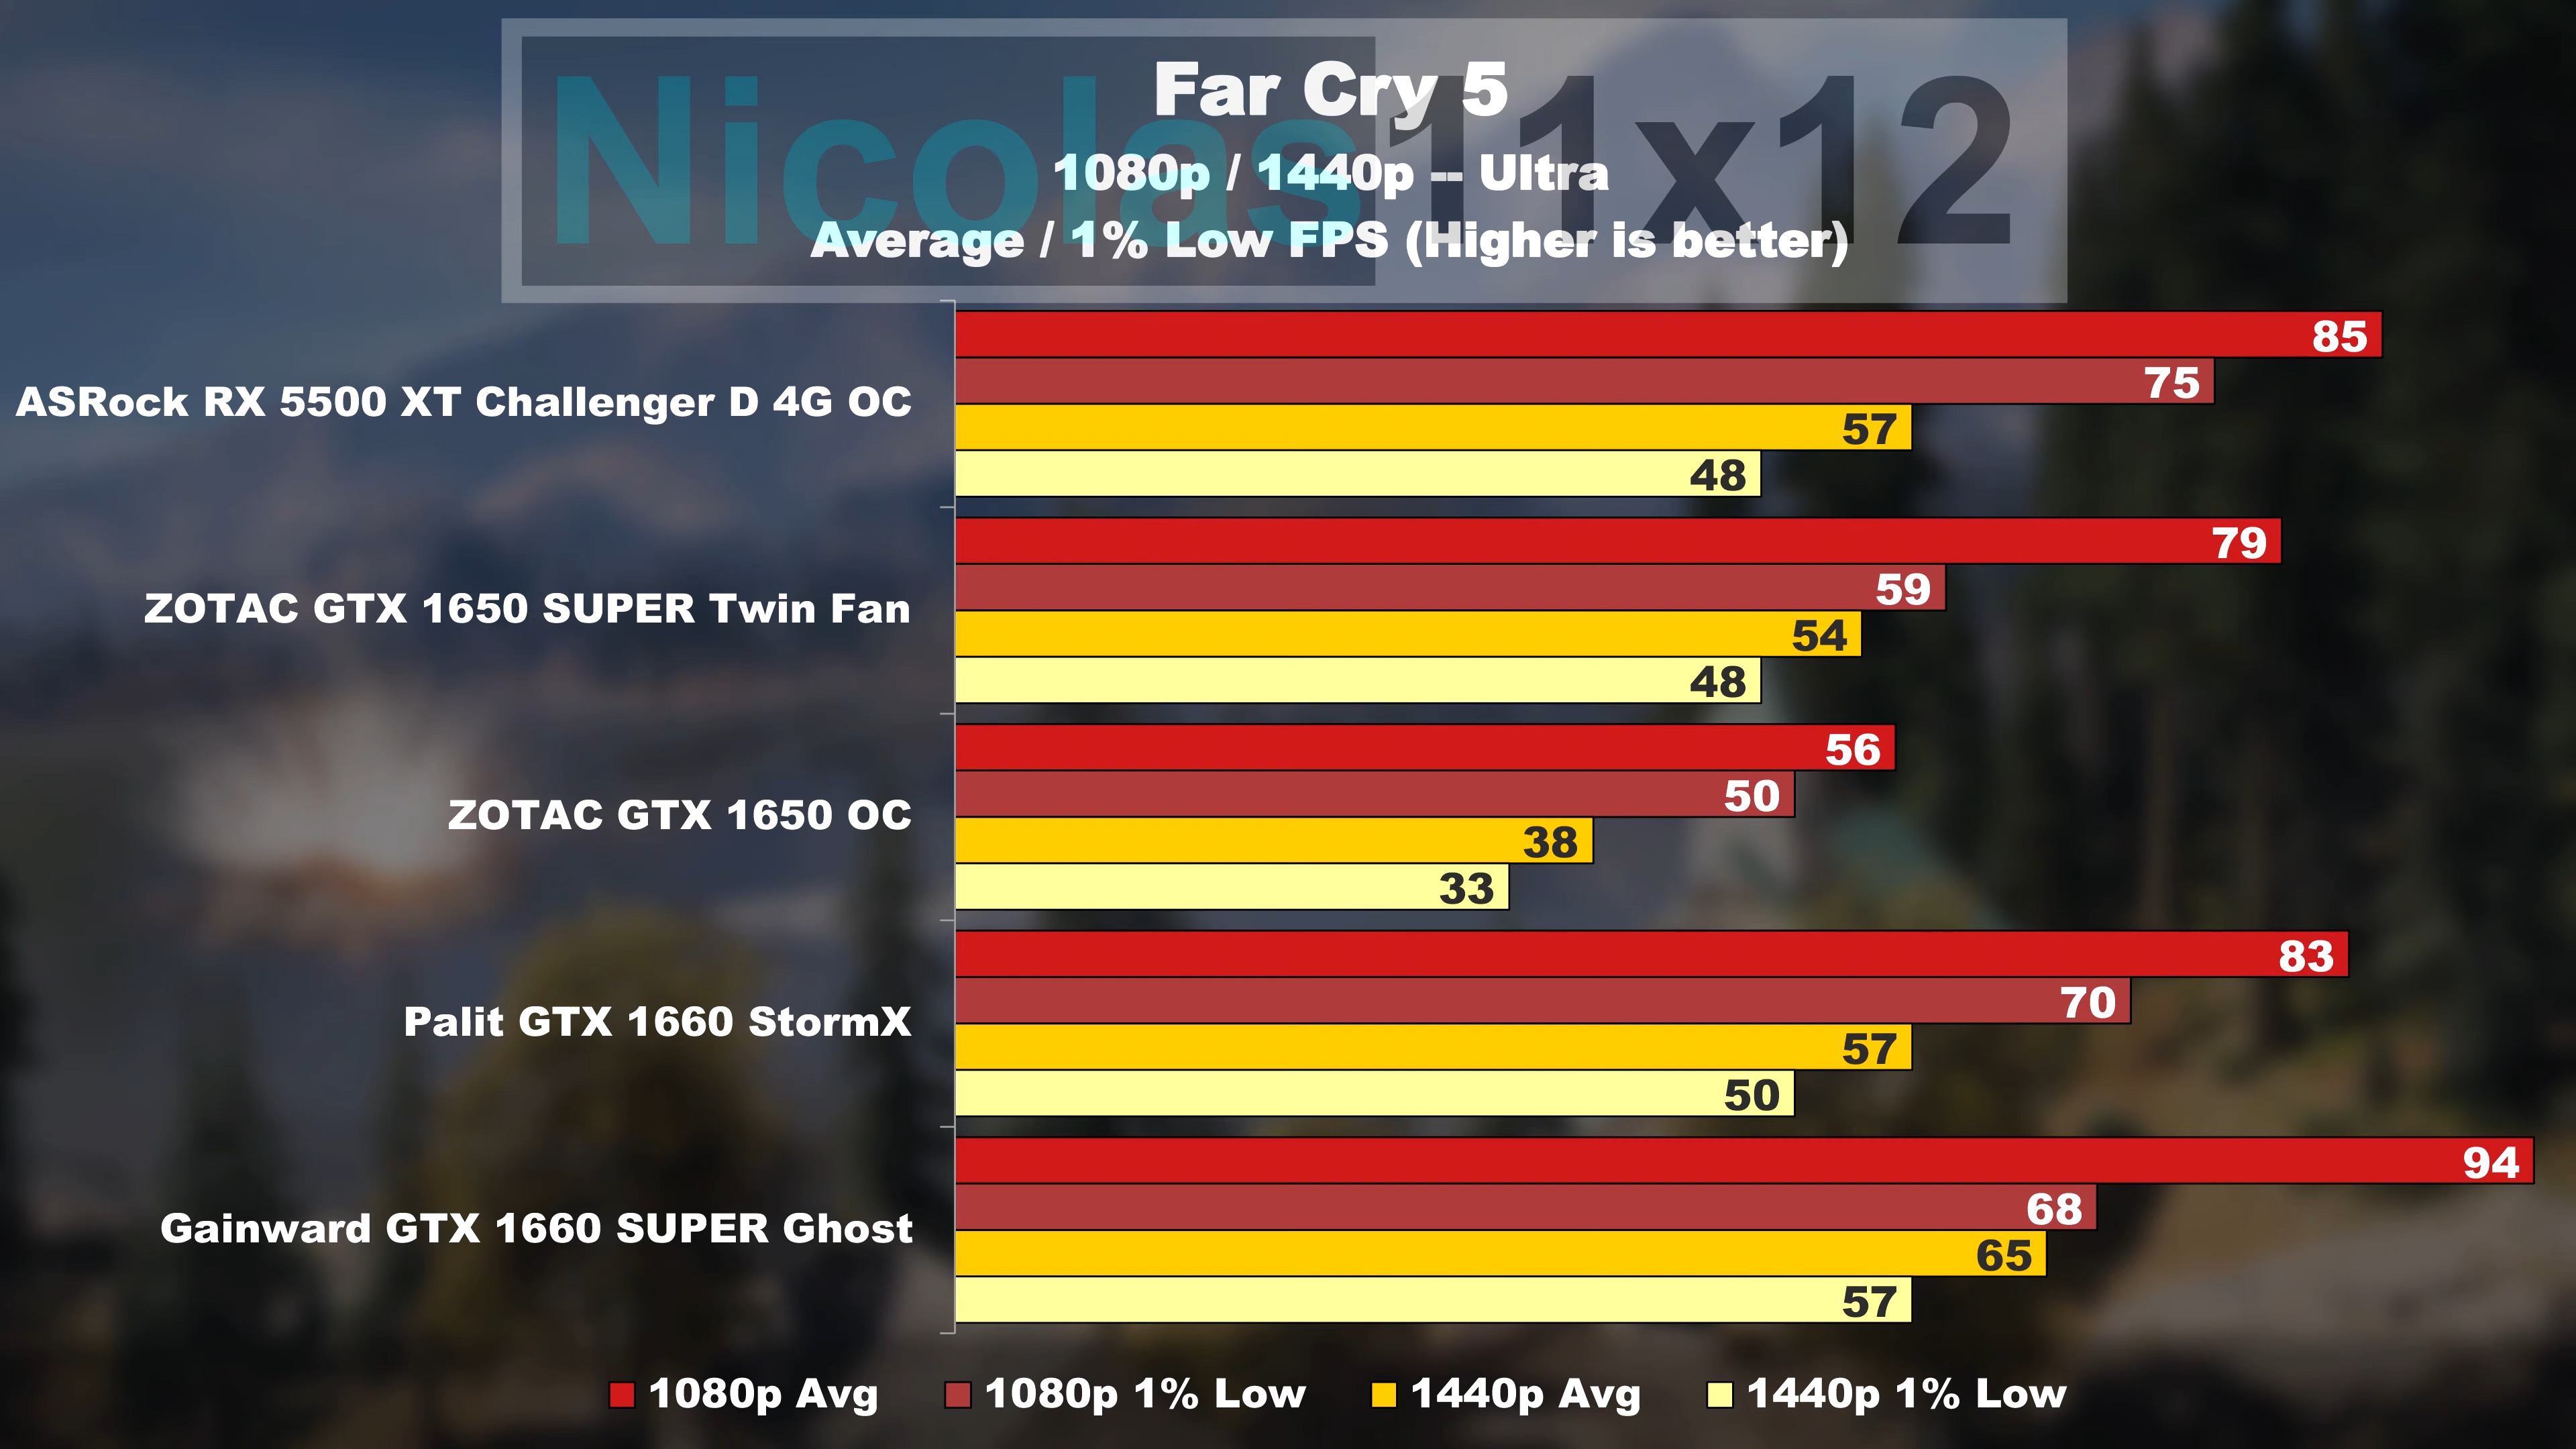 Nicolas11x12
Far Cry 5
1080p / 1440p -- Ultra
Average / 1% Low FPS (Higher is better)
ASRock RX 5500 XT Challenger D 4G OC
85
75
57
48
ZOTAC GTX 1650 SUPER Twin Fan
79
59
54
48
ZOTAC GTX 1650 OC
56
50
38
33
Palit GTX 1660 StormX
83
70
57
50
Gainward GTX 1660 SUPER Ghost
94
68
65
57
1080p Avg 1080p 1% Low 1440p Avg 1440p 1% Low